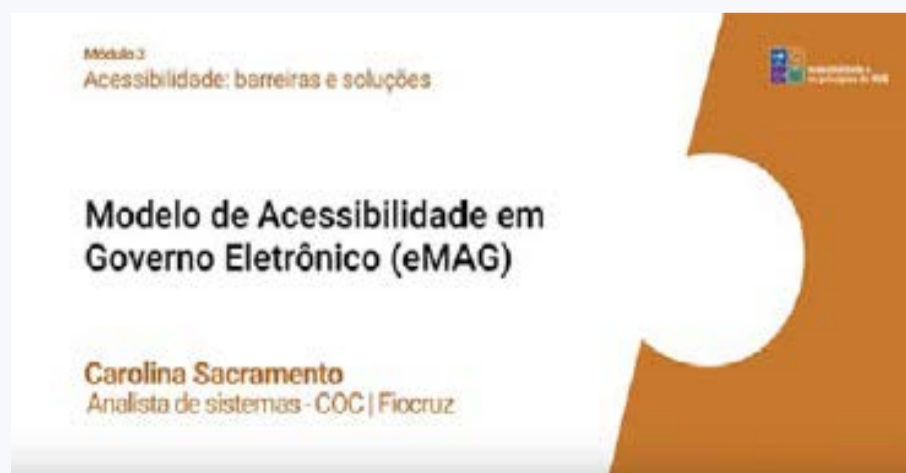 Módulo 3
Acessibilidade: barreiras e soluções
Modelo de Acessibilidade em
Governo Eletrônico (eMAG)
Carolina Sacramento
Analista de sistemas - COC | Fiocruz